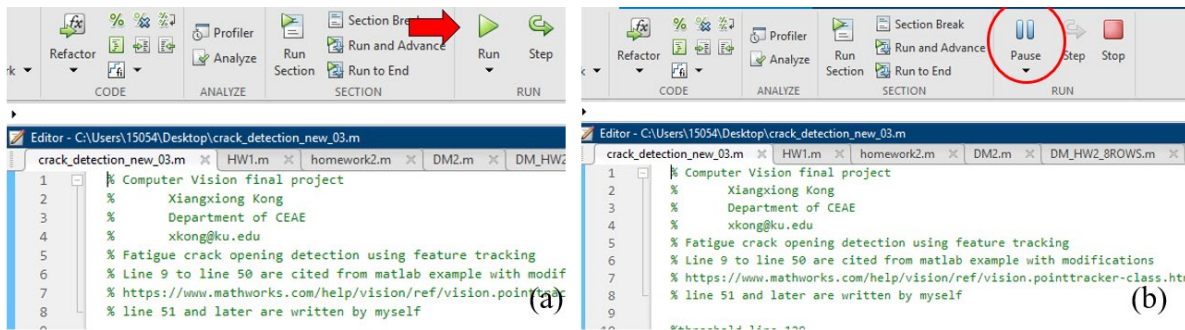 Refactor
Profiler
Analyze
Run
Section
Section Break
Run and Advance
Run to End
Run
Step
CODE
ANALYZE
SECTION
RUN
Editor - C:\Users\15054\Desktop\crack_detection_new_03.m
crack_detection_new_03.m HW1.m homework2.m DM2.m DM_HW2
1 % Computer Vision final project
2 % Xiangxiong Kong
3 % Department of CEAE
4 % xkong@ku.edu
5 % Fatigue crack opening detection using feature tracking
6 % Line 9 to line 50 are cited from matlab example with modif
7 % https://www.mathworks.com/help/vision/ref/vision.pointtrac
8 % line 51 and later are written by myself
(a)
Refactor
Profiler
Analyze
Run
Section
Section Break
Run and Advance
Run to End
Pause
Step
Stop
CODE
ANALYZE
SECTION
RUN
Editor - C:\Users\15054\Desktop\crack_detection_new_03.m
crack_detection_new_03.m HW1.m homework2.m DM2.m DM_HW2_8ROWS.m
1 % Computer Vision final project
2 % Xiangxiong Kong
3 % Department of CEAE
4 % xkong@ku.edu
5 % Fatigue crack opening detection using feature tracking
6 % Line 9 to line 50 are cited from matlab example with modifications
7 % https://www.mathworks.com/help/vision/ref/vision.pointtracker-class.htm
8 % line 51 and later are written by myself
9
(b)